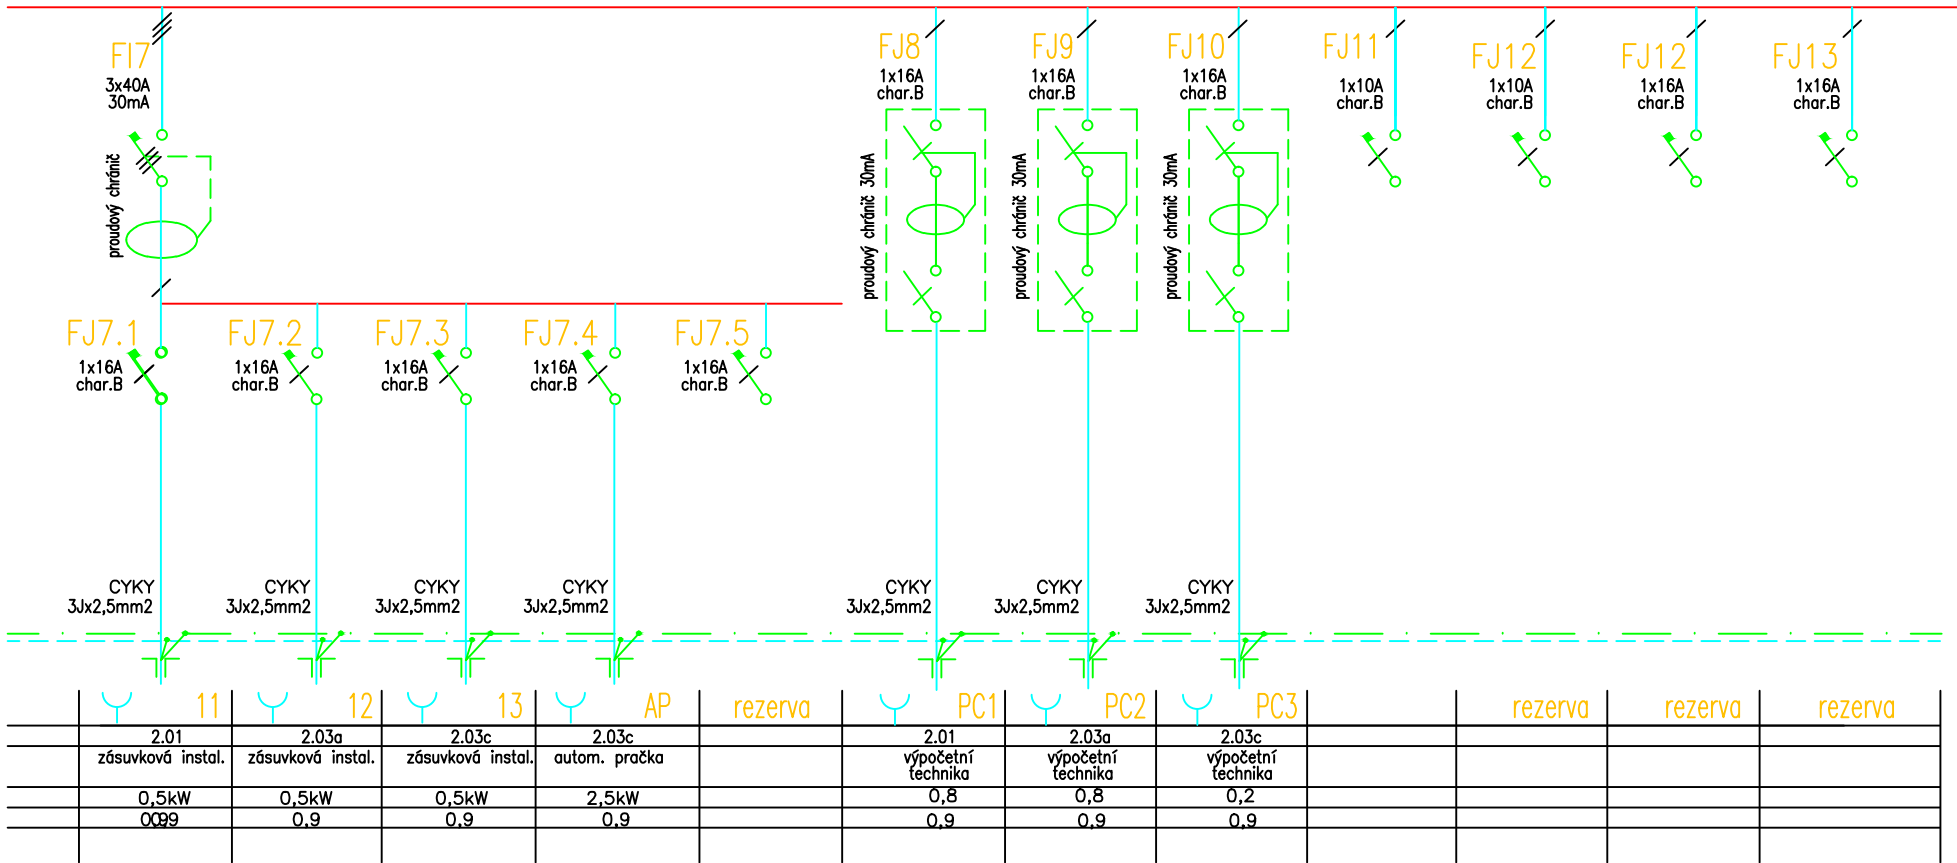 FI7
3x40A
30mA
proudový chránič
FJ8
1x16A
char.B
proudový chránič 30mA
FJ9
1x16A
char.B
proudový chránič 30mA
FJ10
1x16A
char.B
proudový chránič 30mA
FJ11
1x10A
char.B
FJ12
1x10A
char.B
FJ12
1x16A
char.B
FJ13
1x16A
char.B
FJ7.1
1x16A
char.B
FJ7.2
1x16A
char.B
FJ7.3
1x16A
char.B
FJ7.4
1x16A
char.B
FJ7.5
1x16A
char.B
CYKY
3Jx2,5mm2
CYKY
3Jx2,5mm2
CYKY
3Jx2,5mm2
CYKY
3Jx2,5mm2
CYKY
3Jx2,5mm2
CYKY
3Jx2,5mm2
CYKY
3Jx2,5mm2
11 12 13 AP rezerva PC1 PC2 PC3 rezerva rezerva rezerva
2.01 2.03a 2.03c 2.03c 2.01 2.03a 2.03c
zásuvková instal. zásuvková instal. zásuvková instal. autom. pračka
výpočetní
technika
výpočetní
technika
výpočetní
technika
0,5kW 0,5kW 0,5kW 2,5kW 0,8 0,8 0,2
0,9 0,9 0,9 0,9 0,9 0,9